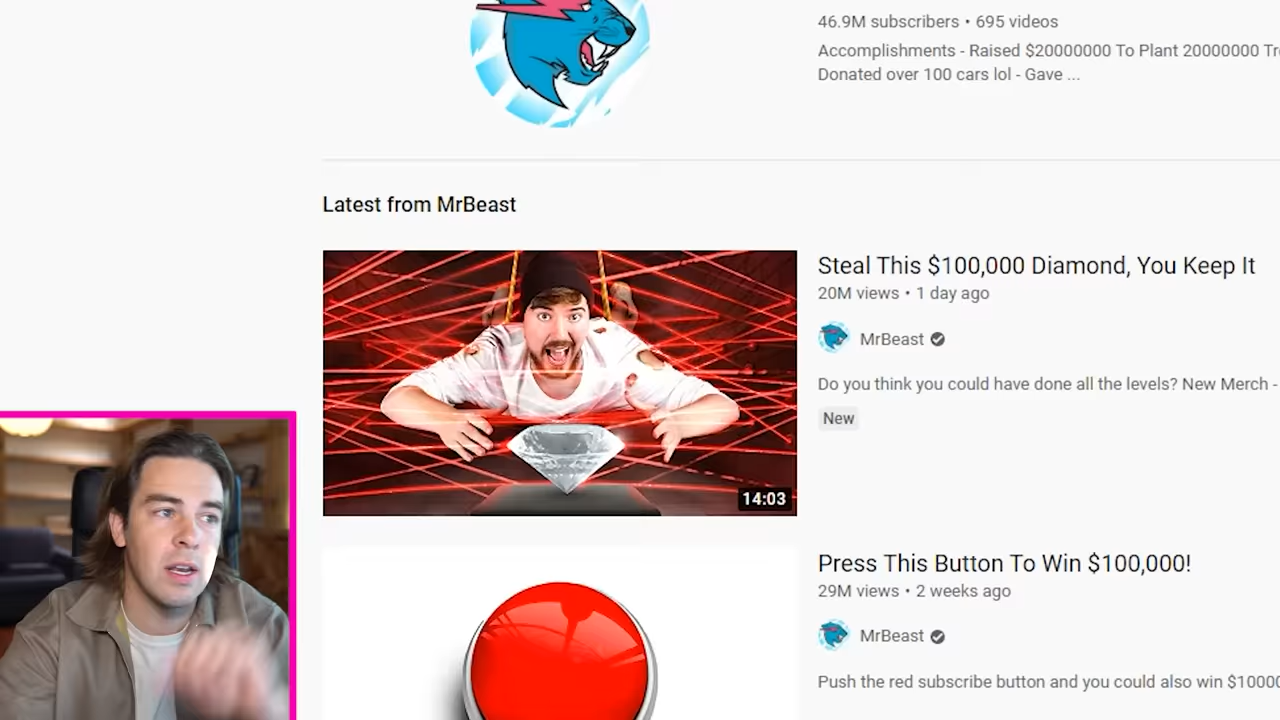 46.9M subscribers • 695 videos
Accomplishments - Raised $20000000 To Plant 20000000 Tr
Donated over 100 cars lol - Gave ...
Latest from MrBeast
14:03
Steal This $100,000 Diamond, You Keep It
20M views • 1 day ago
MrBeast
Do you think you could have done all the levels? New Merch -
New
Press This Button To Win $100,000!
29M views • 2 weeks ago
MrBeast
Push the red subscribe button and you could also win $10000